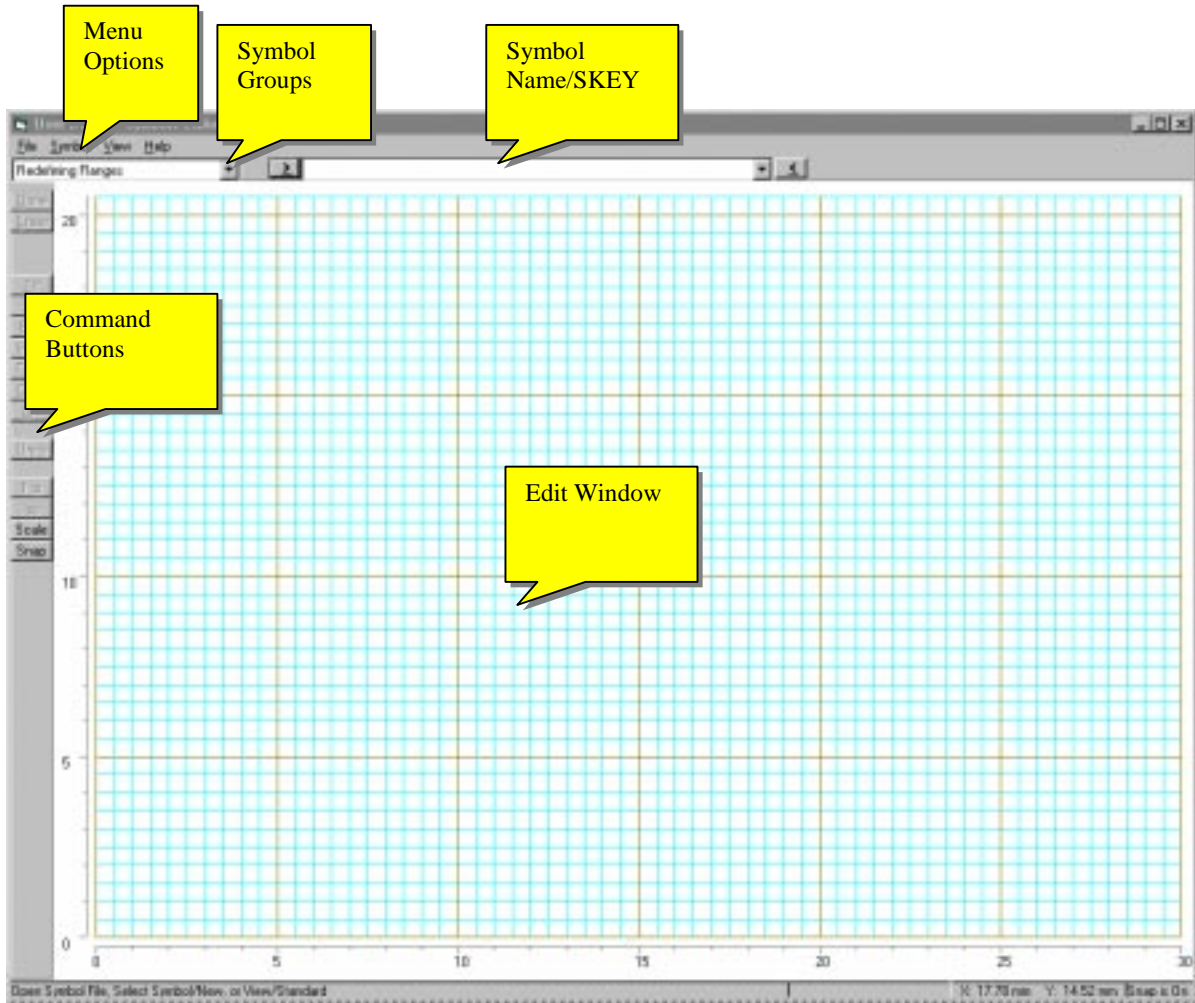 Menu
Options
Symbol
Groups
Symbol
Name/SKEY
File Symbol View Help
Redefining Flanges
20
Command
Buttons
Edit Window
Scale
Snap
10
5
0
0 5 10 15 20 25 30
Open Symbol File, Select Symbol/New, or View/Standard
X: 17.78 mm Y: 14.52 mm Snap is On